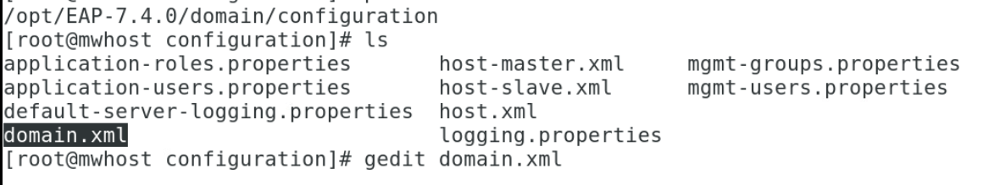 /opt/EAP-7.4.0/domain/configuration
[root@mwhost configuration]# ls
application-roles.properties host-master.xml mgmt-groups.properties
application-users.properties host-slave.xml mgmt-users.properties
default-server-logging.properties host.xml
domain.xml logging.properties
[root@mwhost configuration]# gedit domain.xml